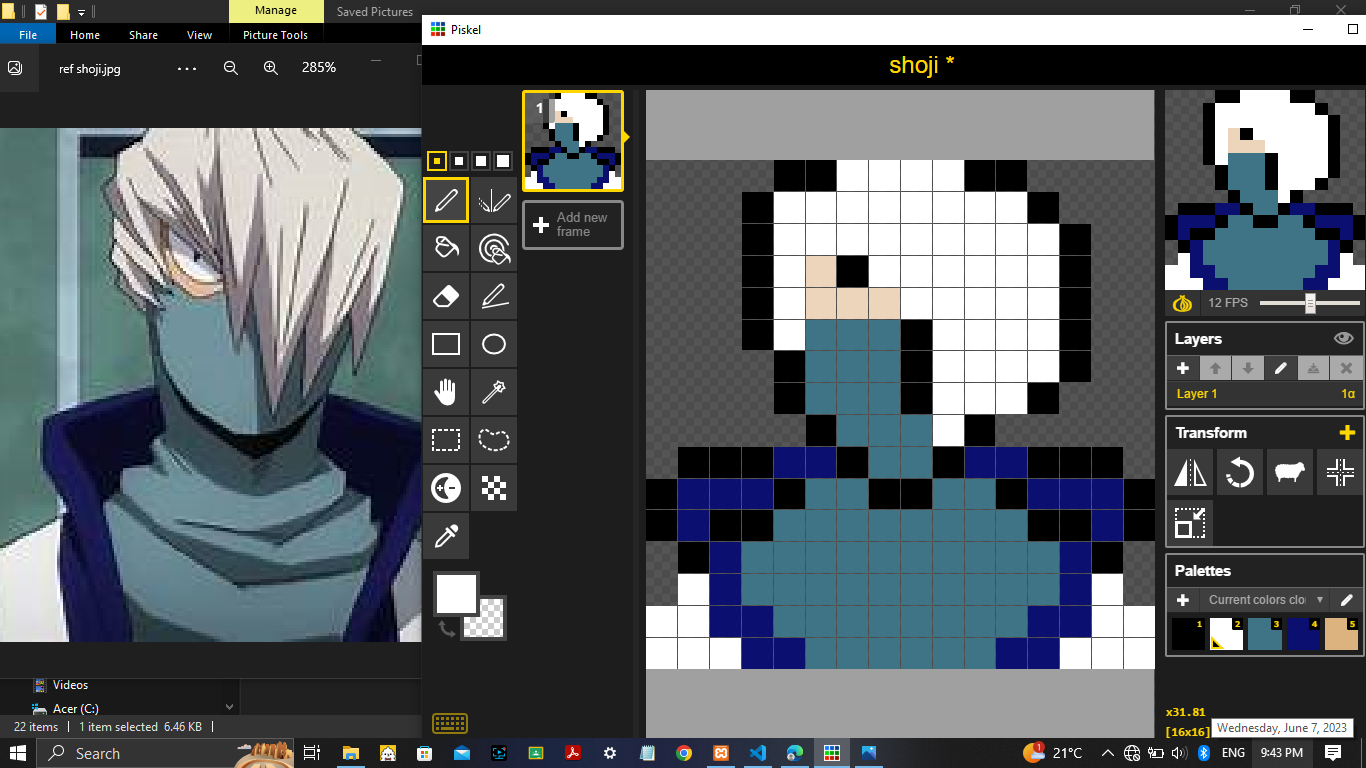 Manage
Saved Pictures
File
Home
Share
View
Picture Tools
Piskel
ref shoji.jpg
285%
shoji *
1
Add new
frame
12 FPS
Layers
Layer 1
1α
Transform
Palettes
Current colors clo
1
2
3
4
5
x31.81
[16x16]
Wednesday, June 7, 2023
Videos
Acer (C:)
22 items
1 item selected 6.46 KB
Search
1
21°C
ENG
9:43 PM